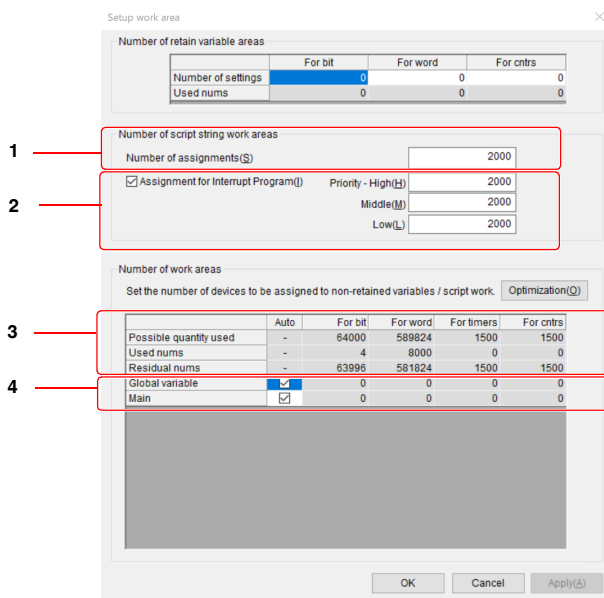 Setup work area
Number of retain variable areas
For bit For word For cntrs
Number of settings 0 0 0
Used nums 0 0 0
Number of script string work areas
1
Number of assignments(S) 2000
Assignment for Interrupt Program(I) Priority - High(H) 2000
2
Middle(M) 2000
Low(L) 2000
Number of work areas
Set the number of devices to be assigned to non-retained variables / script work. Optimization(O)
Auto For bit For word For timers For cntrs
3
Possible quantity used - 64000 589824 1500 1500
Used nums - 4 8000 0 0
Residual nums - 63996 581824 1500 1500
4
Global variable 0 0 0 0
Main 0 0 0 0
OK Cancel Apply(A)